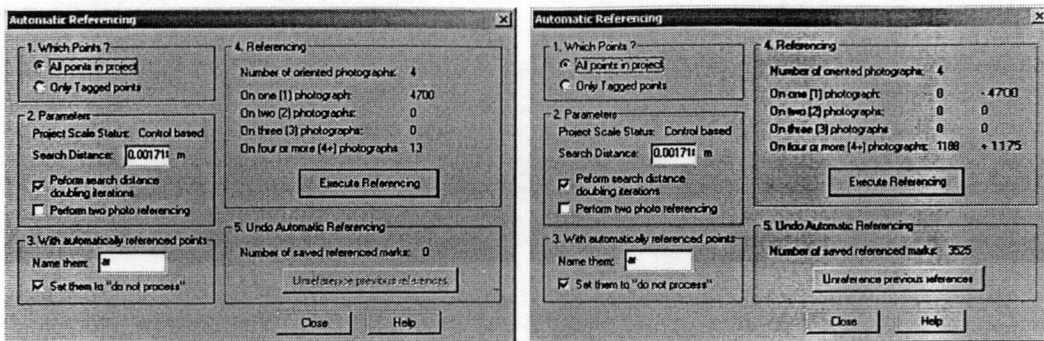 Automatic Referencing
1. Which Points ?
All points in project
Only Tagged points
2. Parameters
Project Scale Status: Control based
Search Distance: 0.00171 m
Peform search distance
doubling iterations
Perform two photo referencing
3. With automatically referenced points
Name them: ar
Set them to "do not process"
4. Referencing
Number of oriented photographs: 4
On one [1] photograph: 4700
On two (2) photographs: 0
On three (3) photographs: 0
On four or more (4+) photographs: 13
Execute Referencing
5. Undo Automatic Referencing
Number of saved referenced marks: 0
Unreference previous references
Close Help
Automatic Referencing
1. Which Points ?
All points in project
Only Tagged points
2. Parameters
Project Scale Status: Control based
Search Distance: 0.00171 m
Peform search distance
doubling iterations
Perform two photo referencing
3. With automatically referenced points
Name them: ar
Set them to "do not process"
4. Referencing
Number of oriented photographs: 4
On one [1] photograph: 0 - 4700
On two (2) photographs: 0 0
On three (3) photographs: 0 0
On four or more (4+) photographs: 1188 + 1175
Execute Referencing
5. Undo Automatic Referencing
Number of saved referenced marks: 3525
Unreference previous references
Close Help